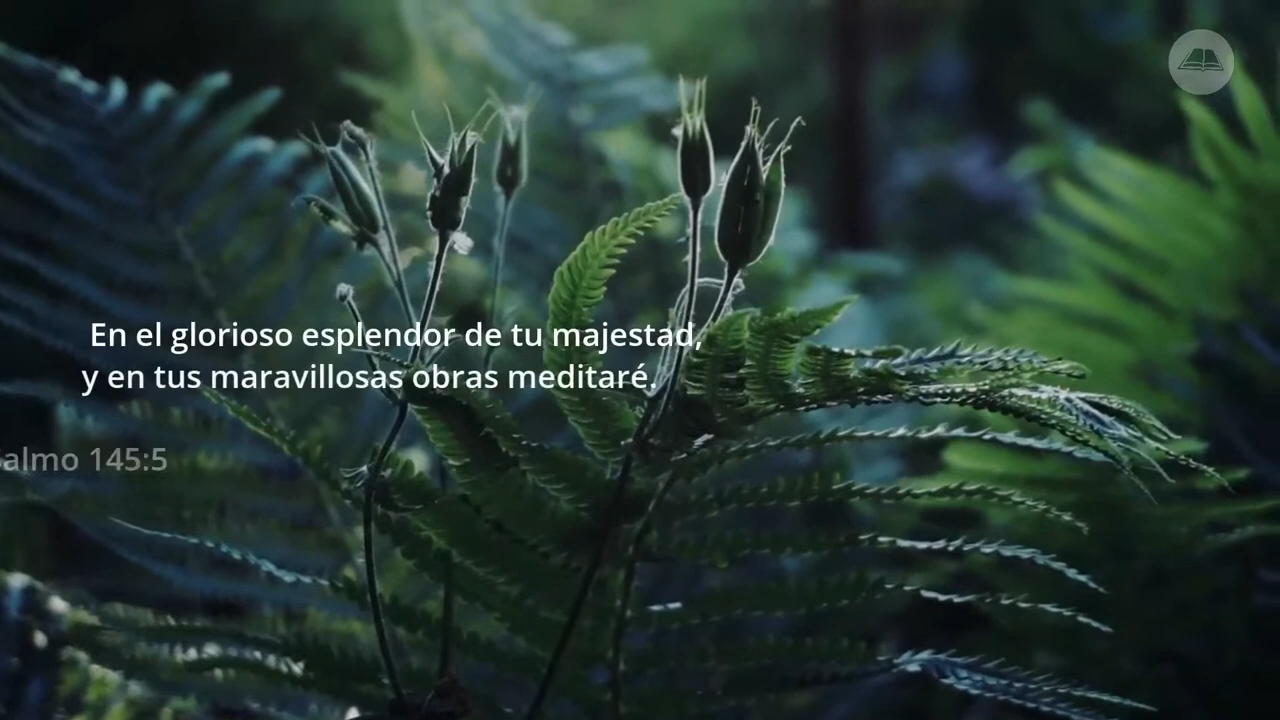 En el glorioso esplendor de tu majestad,
y en tus maravillosas obras meditaré.
almo 145:5